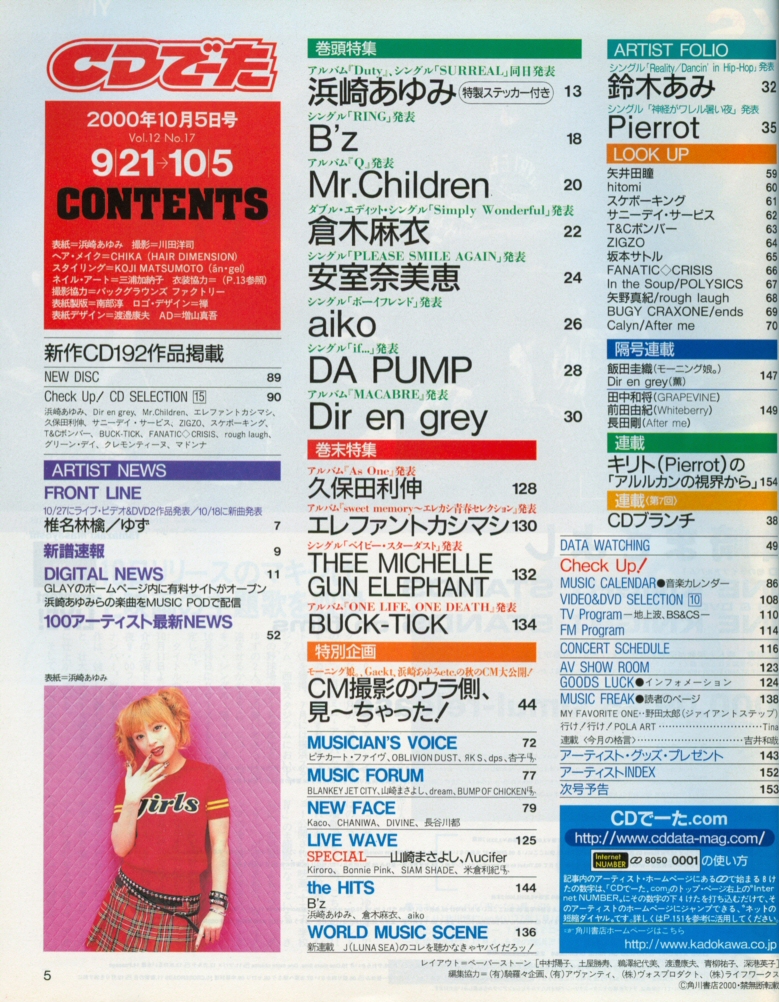 CDでーた
2000年10月5日号
Vol.12 No.17
9|21→10|5
CONTENTS
表紙=浜崎あゆみ 撮影=川田洋司
ヘア・メイク=CHIKA (HAIR DIMENSION)
スタイリング=KOJI MATSUMOTO (ān・gel)
ネイル・アート=三浦加納子 衣装協力= (P.13参照)
撮影協力=バックグラウンズ ファクトリー
表紙製版=南部淳 ロゴ・デザイン=禅
表紙デザイン=渡邉康夫 AD=増山真吾
新作CD192作品掲載
NEW DISC 89
Check Up! CD SELECTION 15 90
浜崎あゆみ、Dir en grey、Mr.Children、エレファントカシマシ、
久保田利伸、サニーデイ・サービス、ZIGZO、スケボーキング、
T&Cボンバー、BUCK-TICK、FANATIC◇CRISIS、rough laugh、
グリーン・デイ、クレモンティーヌ、マドンナ
ARTIST NEWS
FRONT LINE
10/27にライブ・ビデオ&DVD2作品発表/10/18に新曲発表
椎名林檎/ゆず 7
新譜速報 9
DIGITAL NEWS 11
GLAYのホームページ内に有料サイトがオープン
浜崎あゆみらの楽曲をMUSIC PODで配信
100アーティスト最新NEWS
52
表紙=浜崎あゆみ
girls
5
巻頭特集
アルバム「Duty」、シングル「SURREAL」同日発表
浜崎あゆみ (特製ステッカー付き) 13
シングル「RING」発表
B'z 18
アルバム「Q」発表
Mr.Children 20
ダブル・エディット・シングル「Simply Wonderful」発表
倉木麻衣 22
シングル「PLEASE SMILE AGAIN」発表
安室奈美恵 24
シングル「ボーイフレンド」発表
aiko 26
シングル「if...」発表
DA PUMP 28
アルバム「MACABRE」発表
Dir en grey 30
巻末特集
アルバム「As One」発表
久保田利伸 128
アルバム「sweet memory〜エレカシ青春セレクション」発表
エレファントカシマシ 130
シングル「ベイビー・スターダスト」発表
THEE MICHELLE
GUN ELEPHANT 132
アルバム「ONE LIFE, ONE DEATH」発表
BUCK-TICK 134
特別企画
モーニング娘。、Gackt、浜崎あゆみetc.の秋のCM大公開!
CM撮影のウラ側、
見〜ちゃった! 44
MUSICIAN'S VOICE 72
ピチカート・ファイヴ、OBLIVION DUST、ЯK S、dps、杏子ほか
MUSIC FORUM 77
BLANKEY JET CITY、山崎まさよし、dream、BUMP OF CHICKENほか
NEW FACE 79
Kaco、CHANIWA、DIVINE、長谷川都
LIVE WAVE 125
SPECIAL——山崎まさよし、Λucifer
Kiroro、Bonnie Pink、SIAM SHADE、米倉利紀ほか
the HITS 144
B'z
浜崎あゆみ、倉木麻衣、aiko
WORLD MUSIC SCENE 136
新連載 J(LUNA SEA)のコレを聴かなきゃヤバイだろッ!
ARTIST FOLIO
シングル「Reality/Dancin' in Hip-Hop」発表
鈴木あみ 32
シングル「神経がワレル暑い夜」発表
Pierrot 35
LOOK UP
矢井田瞳 59
hitomi 60
スケボーキング 61
サニーデイ・サービス 62
T&Cボンバー 63
ZIGZO 64
坂本サトル 65
FANATIC◇CRISIS 66
In the Soup/POLYSICS 67
矢野真紀/rough laugh 68
BUGY CRAXONE/ends 69
Calyn/After me 70
隔号連載
飯田圭織(モーニング娘。)
Dir en grey(薫) 147
田中和将(GRAPEVINE)
前田由紀(Whiteberry) 149
長田剛(After me)
連載
キリト(Pierrot)の
「アルルカンの視界から」 154
連載(第7回)
CDブランチ 38
DATA WATCHING 49
Check Up!
MUSIC CALENDAR●音楽カレンダー 86
VIDEO&DVD SELECTION 10 108
TV Program—地上波、BS&CS— 110
FM Program 114
CONCERT SCHEDULE 116
AV SHOW ROOM 123
GOODS LUCK●インフォメーション 124
MUSIC FREAK●読者のページ 138
MY FAVORITE ONE‥野田太郎(ジャイアントステップ)
行け!行け!POLA ART ……………… Tina
連載 〈今月の格言〉……………… 吉井和哉
アーティスト・グッズ・プレゼント 143
アーティストINDEX 152
次号予告 153
CDでーた.com
http://www.cddata-mag.com/
Internet NUMBER 8050 0001 の使い方
記事内のアーティスト・ホームページにあるで始まる8け
たの数字は、「CDでーた.com」のトップ・ページ右上の"Inter
net NUMBER"にその数字の下4けたを打ち込むだけで、そ
のアーティストのホームページにジャンプできる、"ネットの
短縮ダイヤル"です。詳しくはP.151を参考に活用してください。
☞角川書店ホームページはこちら
http://www.kadokawa.co.jp
レイアウト=ペーパーストーン [中村陽子、土屋勝秀、鵜澤紀代美、渡邉康夫、青柳祐子、深港英子]
編集協力=(有)騎羅々企画、(有)アヴァンティ、(株)ヴォスプロダクト、(株)ライフワークス
©角川書店2000・禁無断転載